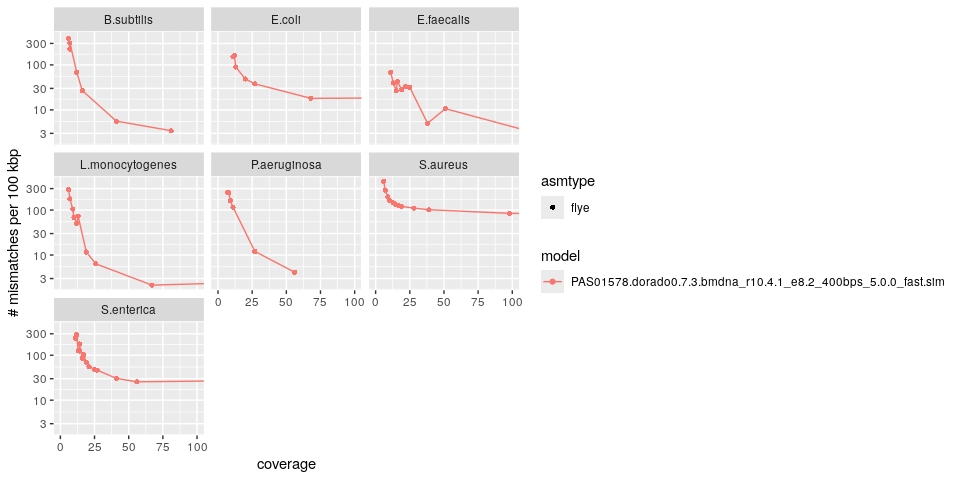 B.subtilis
E.coli
E.faecalis
300
100
30
10
3
L.monocytogenes
P.aeruginosa
S.aureus
300
100
30
10
3
# mismatches per 100 kbp
asmtype
flye
model
PAS01578.dorado0.7.3.bmdna_r10.4.1_e8.2_400bps_5.0.0_fast.sim
0 25 50 75 100
0 25 50 75 100
S.enterica
300
100
30
10
3
0 25 50 75 100
coverage